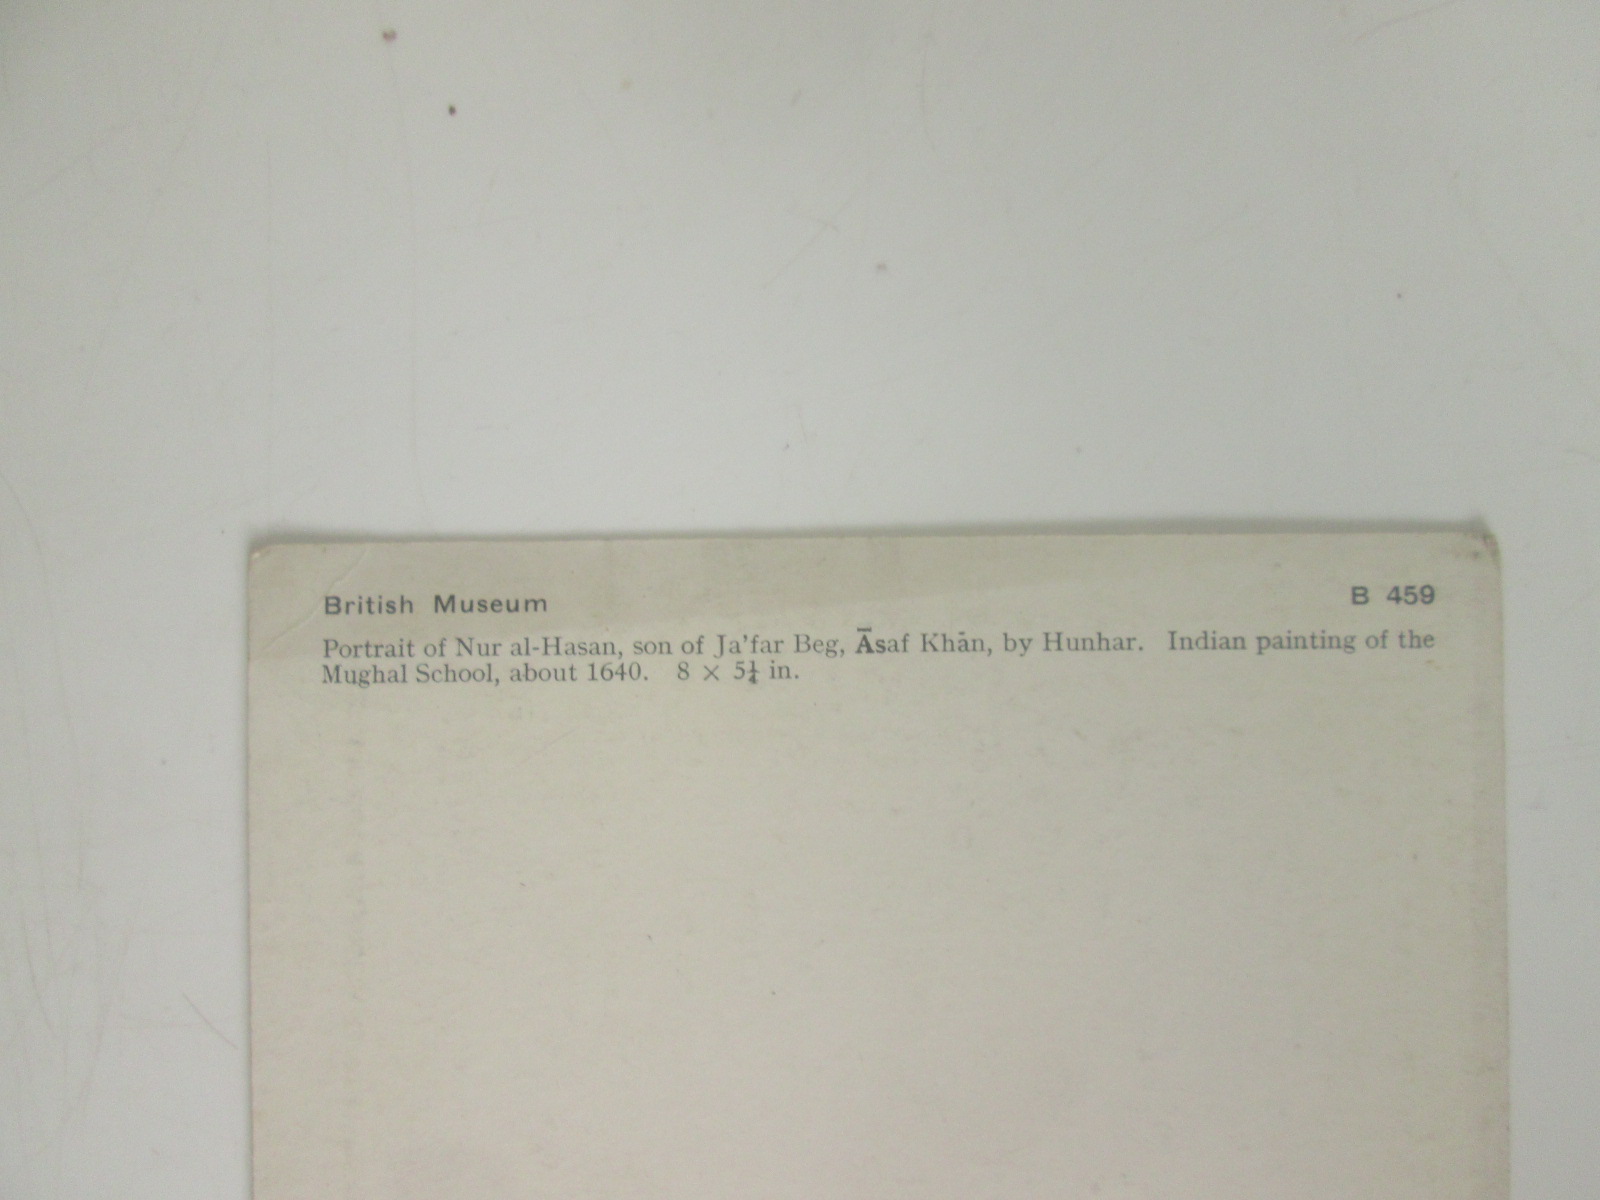 British Museum B 459
Portrait of Nur al-Hasan, son of Ja'far Beg, Āsaf Khān, by Hunhar. Indian painting of the
Mughal School, about 1640. 8 × 5¼ in.